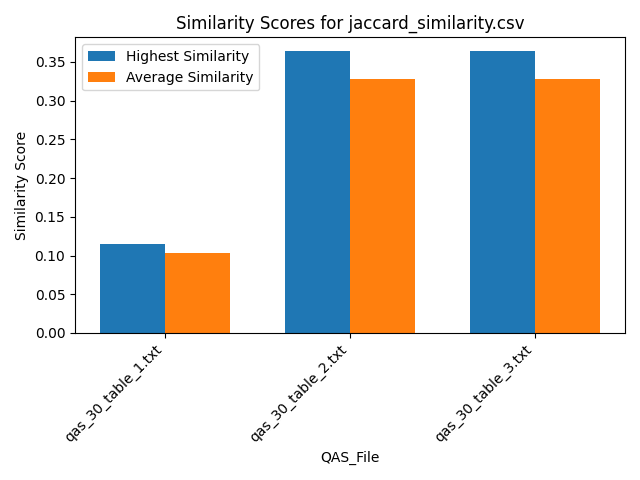 Similarity Scores for jaccard_similarity.csv
Highest Similarity
Average Similarity
Similarity Score
0.35
0.30
0.25
0.20
0.15
0.10
0.05
0.00
qas_30_table_1.txt
qas_30_table_2.txt
qas_30_table_3.txt
QAS_File